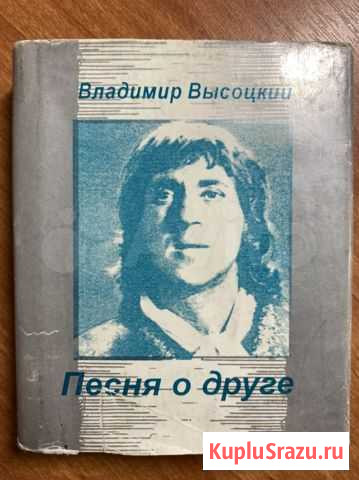 Владимир Высоцкий
Песня о друге
KupluSrazu.ru